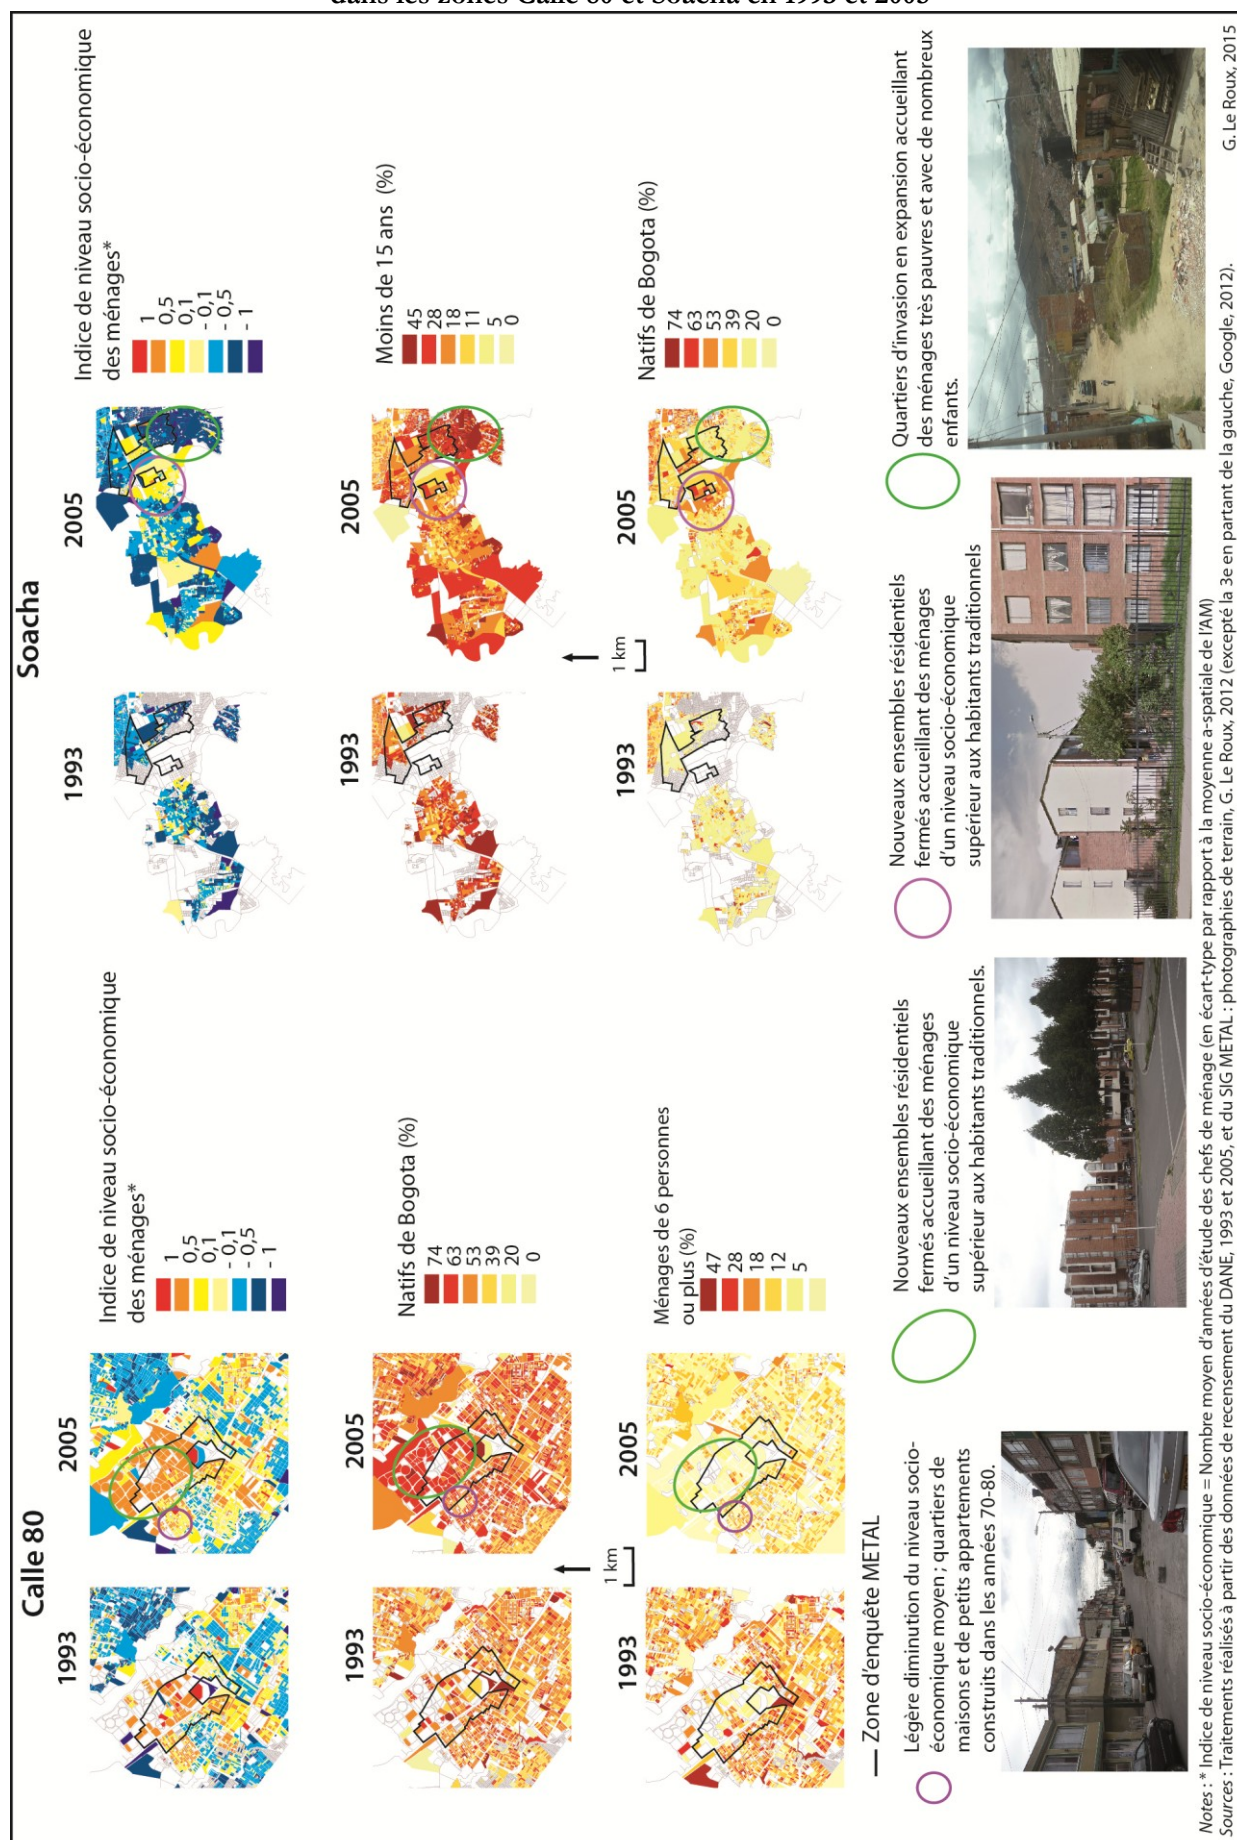 dans les zones Calle 80 et Soacha en 1993 et 2005
Calle 80
1993
2005
Indice de niveau socio-économique
des ménages*
1
0,5
0,1
- 0,1
- 0,5
- 1
1993
2005
Natifs de Bogota (%)
74
63
53
39
20
0
1 km
1993
2005
Ménages de 6 personnes
ou plus (%)
47
28
18
12
5
0
Zone d'enquête METAL
Légère diminution du niveau socio-
économique moyen ; quartiers de
maisons et de petits appartements
construits dans les années 70-80.
Nouveaux ensembles résidentiels
fermés accueillant des ménages
d'un niveau socio-économique
supérieur aux habitants traditionnels.
Soacha
1993
2005
Indice de niveau socio-économique
des ménages*
1
0,5
0,1
- 0,1
- 0,5
- 1
1993
2005
Moins de 15 ans (%)
45
28
18
11
5
0
1 km
1993
2005
Natifs de Bogota (%)
74
63
53
39
20
0
Nouveaux ensembles résidentiels
fermés accueillant des ménages
d'un niveau socio-économique
supérieur aux habitants traditionnels
Quartiers d'invasion en expansion accueillant
des ménages très pauvres et avec de nombreux
enfants.
Notes : * Indice de niveau socio-économique = Nombre moyen d'années d'étude des chefs de ménage (en écart-type par rapport à la moyenne a-spatiale de l'AM)
Sources : Traitements réalisés à partir des données de recensement du DANE, 1993 et 2005, et du SIG METAL ; photographies de terrain, G. Le Roux, 2012 (excepté la 3e en partant de la gauche, Google, 2012).
G. Le Roux, 2015